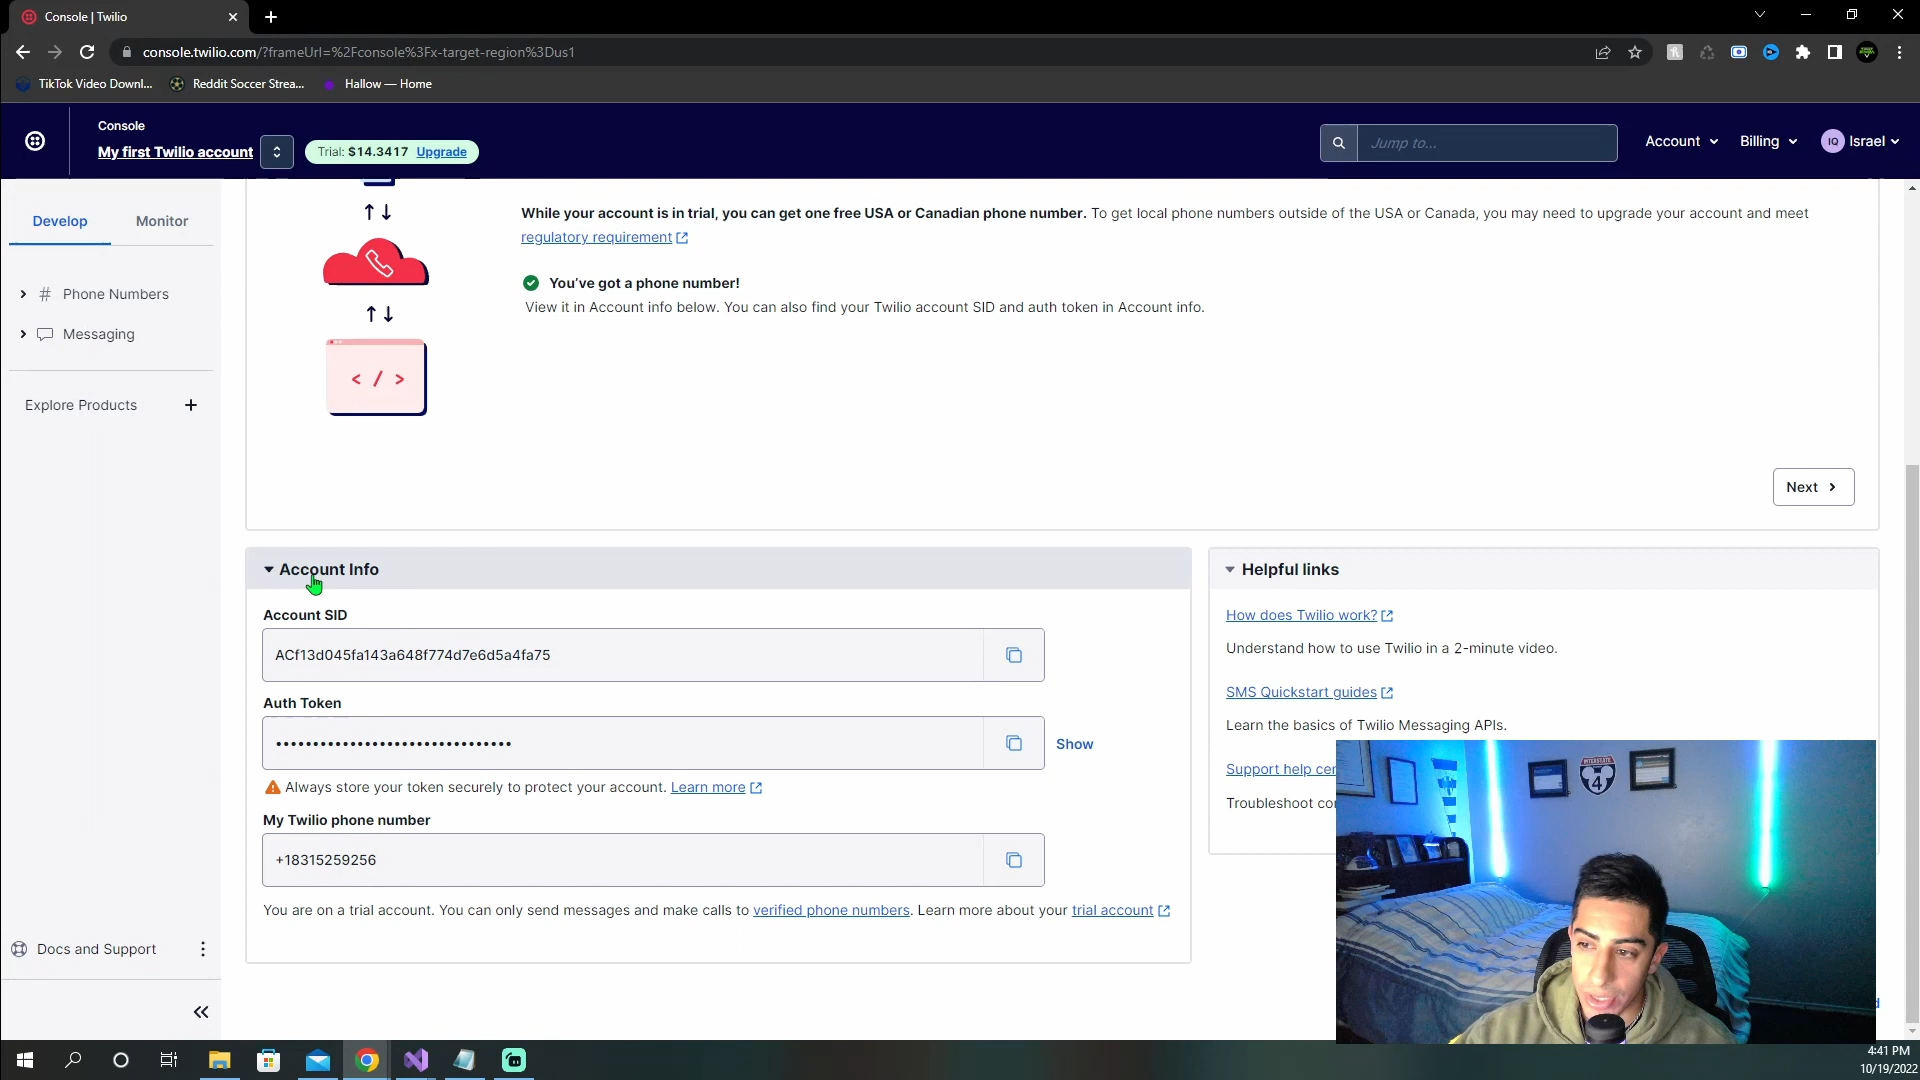 Console | Twilio
console.twilio.com/?frameUrl=%2Fconsole%3Fx-target-region%3Dus1
TikTok Video Downl...
Reddit Soccer Strea...
Hallow — Home
Console
My first Twilio account
Trial: $14.3417 Upgrade
Jump to...
Account
Billing
IQ
Israel
Develop
Monitor
# Phone Numbers
Messaging
Explore Products
Docs and Support
While your account is in trial, you can get one free USA or Canadian phone number. To get local phone numbers outside of the USA or Canada, you may need to upgrade your account and meet
regulatory requirement
You've got a phone number!
View it in Account info below. You can also find your Twilio account SID and auth token in Account info.
< / >
Next
Account Info
Account SID
ACf13d045fa143a648f774d7e6d5a4fa75
Auth Token
••••••••••••••••••••••••••••••••
Show
Always store your token securely to protect your account. Learn more
My Twilio phone number
+18315259256
You are on a trial account. You can only send messages and make calls to verified phone numbers. Learn more about your trial account
Helpful links
How does Twilio work?
Understand how to use Twilio in a 2-minute video.
SMS Quickstart guides
Learn the basics of Twilio Messaging APIs.
Support help cen
Troubleshoot co
INTERSTATE
4
4:41 PM
10/19/2022